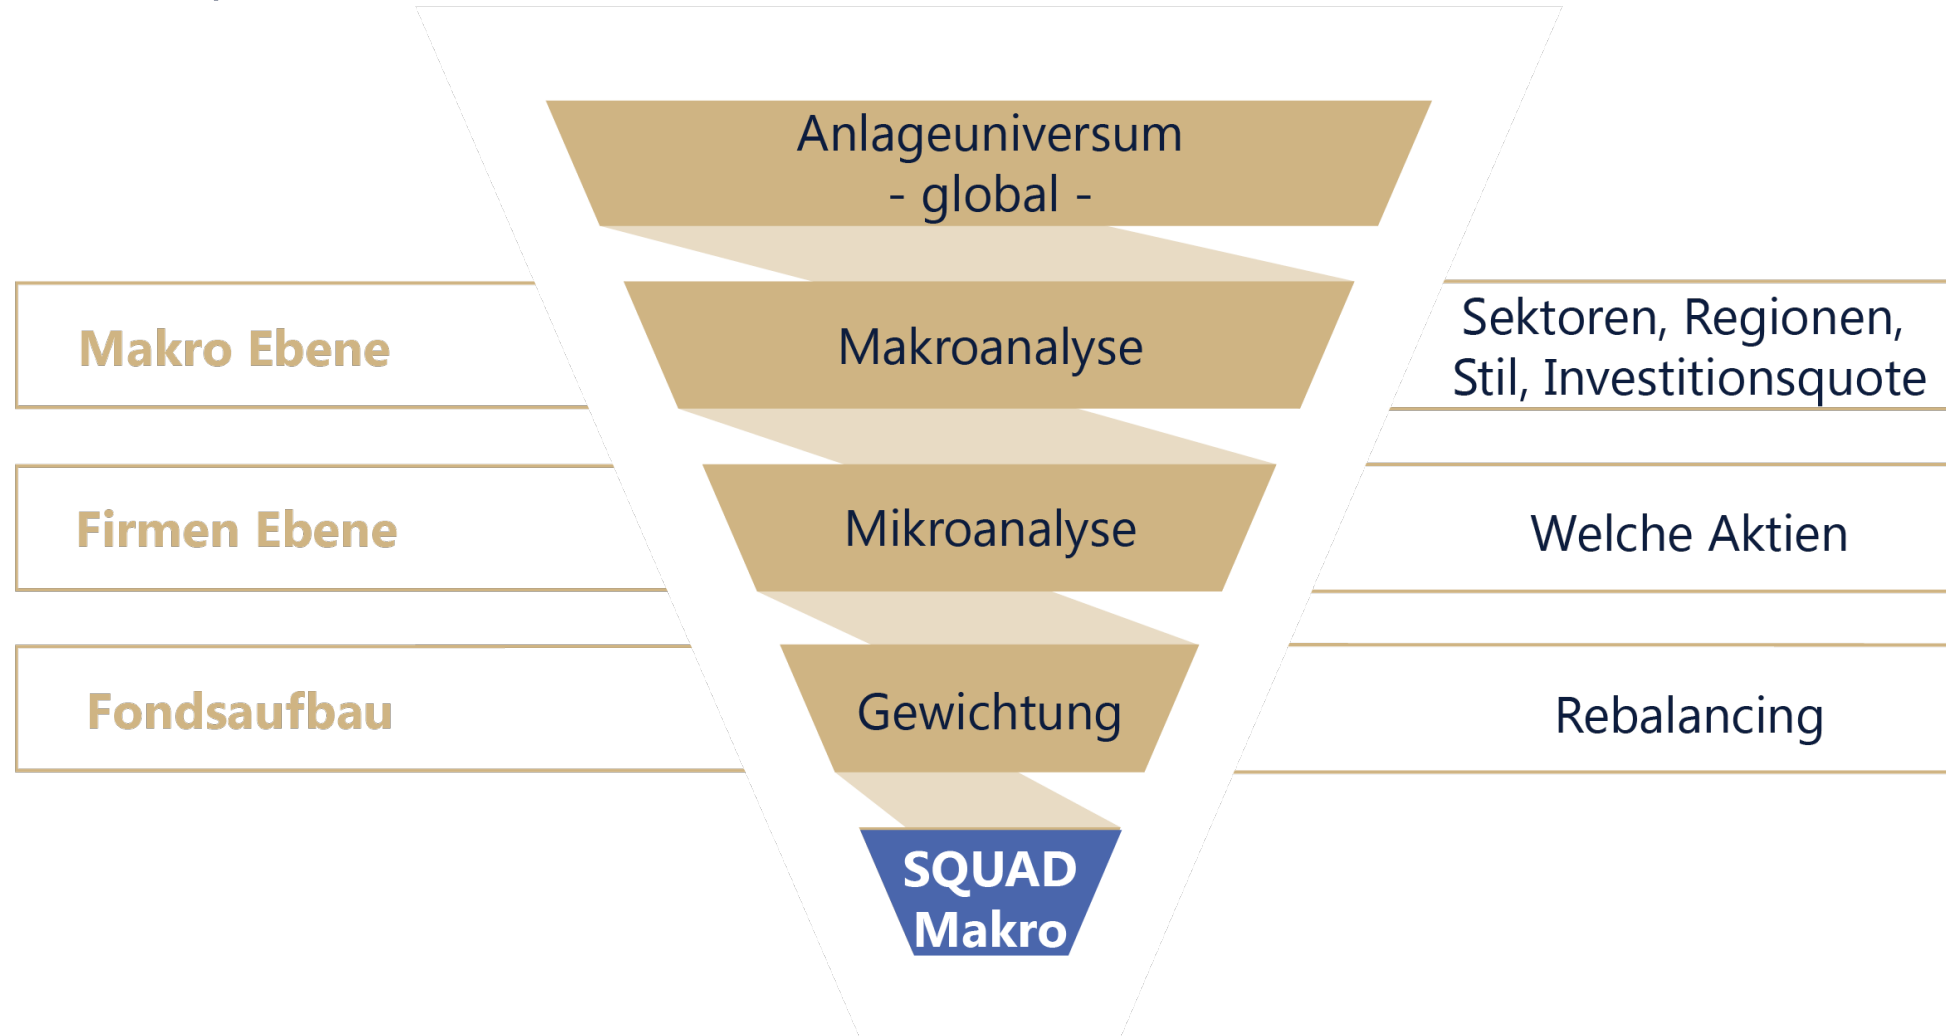 Anlageuniversum
- global -
Makro Ebene
Makroanalyse
Sektoren, Regionen,
Stil, Investitionsquote
Firmen Ebene
Mikroanalyse
Welche Aktien
Fondsaufbau
Gewichtung
Rebalancing
SQUAD
Makro